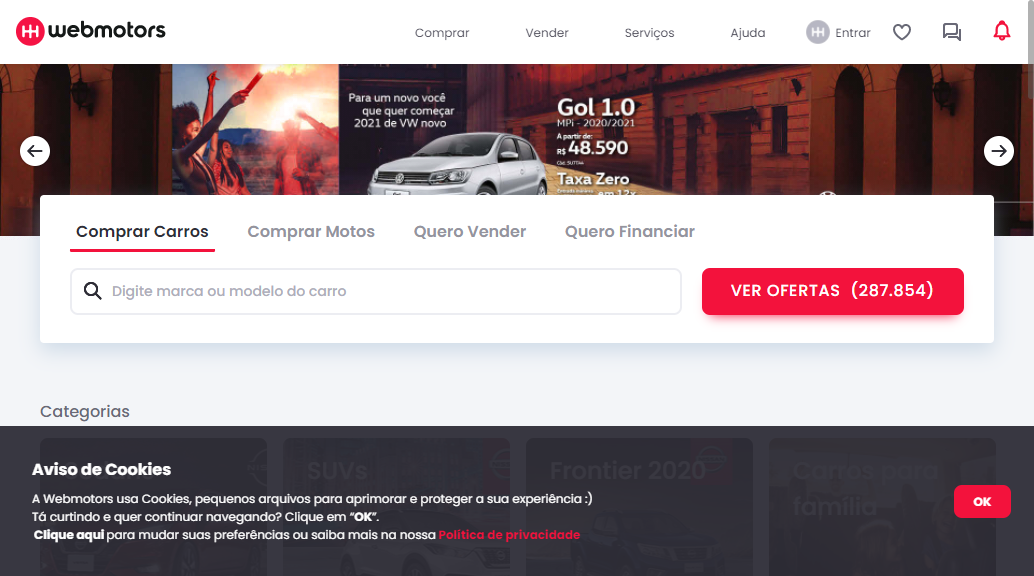 webmotors
Comprar
Vender
Serviços
Ajuda
Entrar
Para um novo você
que quer começar
2021 de VW novo
Gol 1.0
MPi - 2020/2021
A partir de:
R$ 48.590
Taxa Zero
em 12x
Comprar Carros
Comprar Motos
Quero Vender
Quero Financiar
Digite marca ou modelo do carro
VER OFERTAS (287.854)
Categorias
SUVs
Frontier 2020
Carros para
família
Aviso de Cookies
A Webmotors usa Cookies, pequenos arquivos para aprimorar e proteger a sua experiência :)
Tá curtindo e quer continuar navegando? Clique em “OK”.
Clique aqui para mudar suas preferências ou saiba mais na nossa Política de privacidade
OK